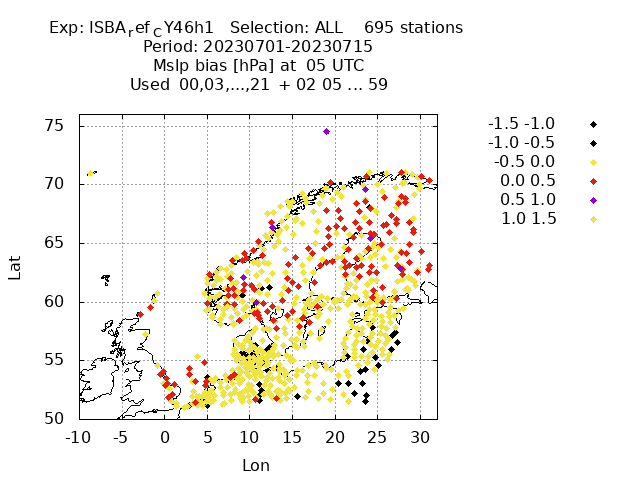 Exp: ISBA_ref_C Y46h1 Selection: ALL 695 stations
Period: 20230701-20230715
Mslp bias [hPa] at 05 UTC
Used 00,03,...,21 + 02 05 ... 59
-1.5 -1.0
-1.0 -0.5
-0.5 0.0
0.0 0.5
0.5 1.0
1.0 1.5
75
70
65
60
55
50
Lat
-10 -5 0 5 10 15 20 25 30
Lon